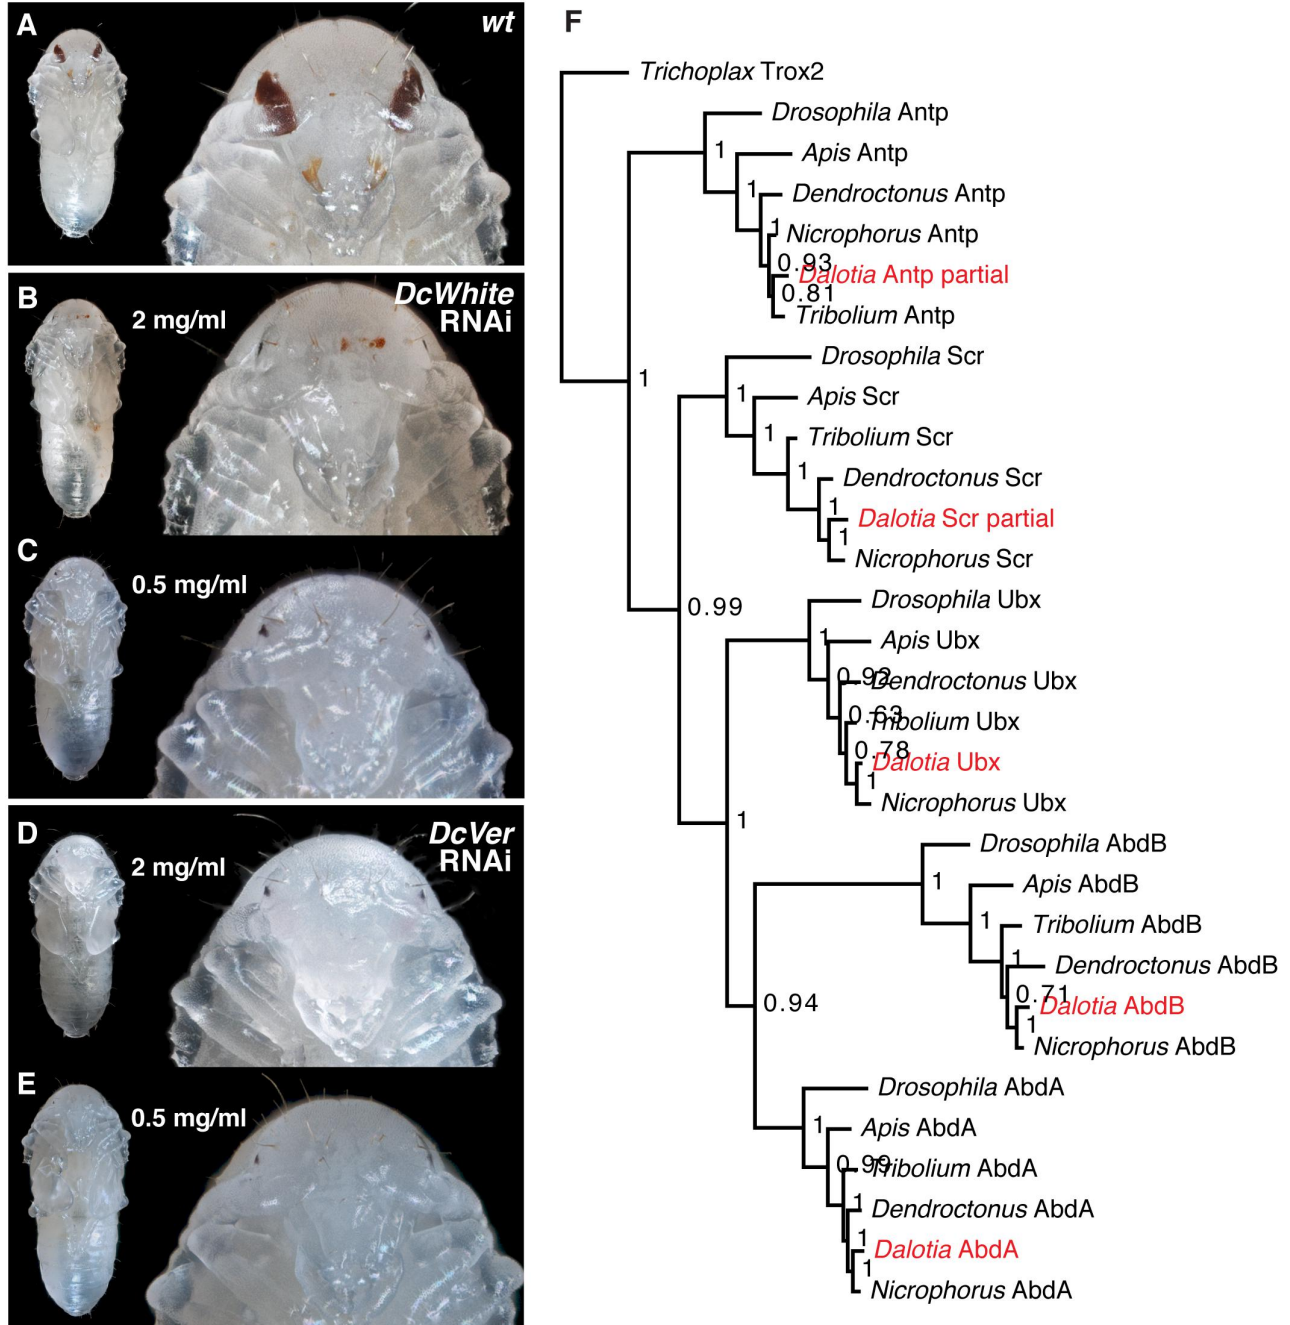 A
wt
B
2 mg/ml
DcWhite
RNAi
C
0.5 mg/ml
D
2 mg/ml
DcVer
RNAi
E
0.5 mg/ml
F
Trichoplax Trox2
Drosophila Antp
1
Apis Antp
1
Dendroctonus Antp
1
Nicrophorus Antp
0.93
Dalotia Antp partial
0.81
Tribolium Antp
1
Drosophila Scr
1
Apis Scr
1
Tribolium Scr
1
Dendroctonus Scr
1
Dalotia Scr partial
1
Nicrophorus Scr
0.99
Drosophila Ubx
1
Apis Ubx
0.92
Dendroctonus Ubx
0.63
Tribolium Ubx
0.78
Dalotia Ubx
1
Nicrophorus Ubx
1
Drosophila AbdB
1
Apis AbdB
1
Tribolium AbdB
1
Dendroctonus AbdB
0.71
Dalotia AbdB
1
Nicrophorus AbdB
0.94
Drosophila AbdA
1
Apis AbdA
0.99
Tribolium AbdA
1
Dendroctonus AbdA
1
Dalotia AbdA
1
Nicrophorus AbdA